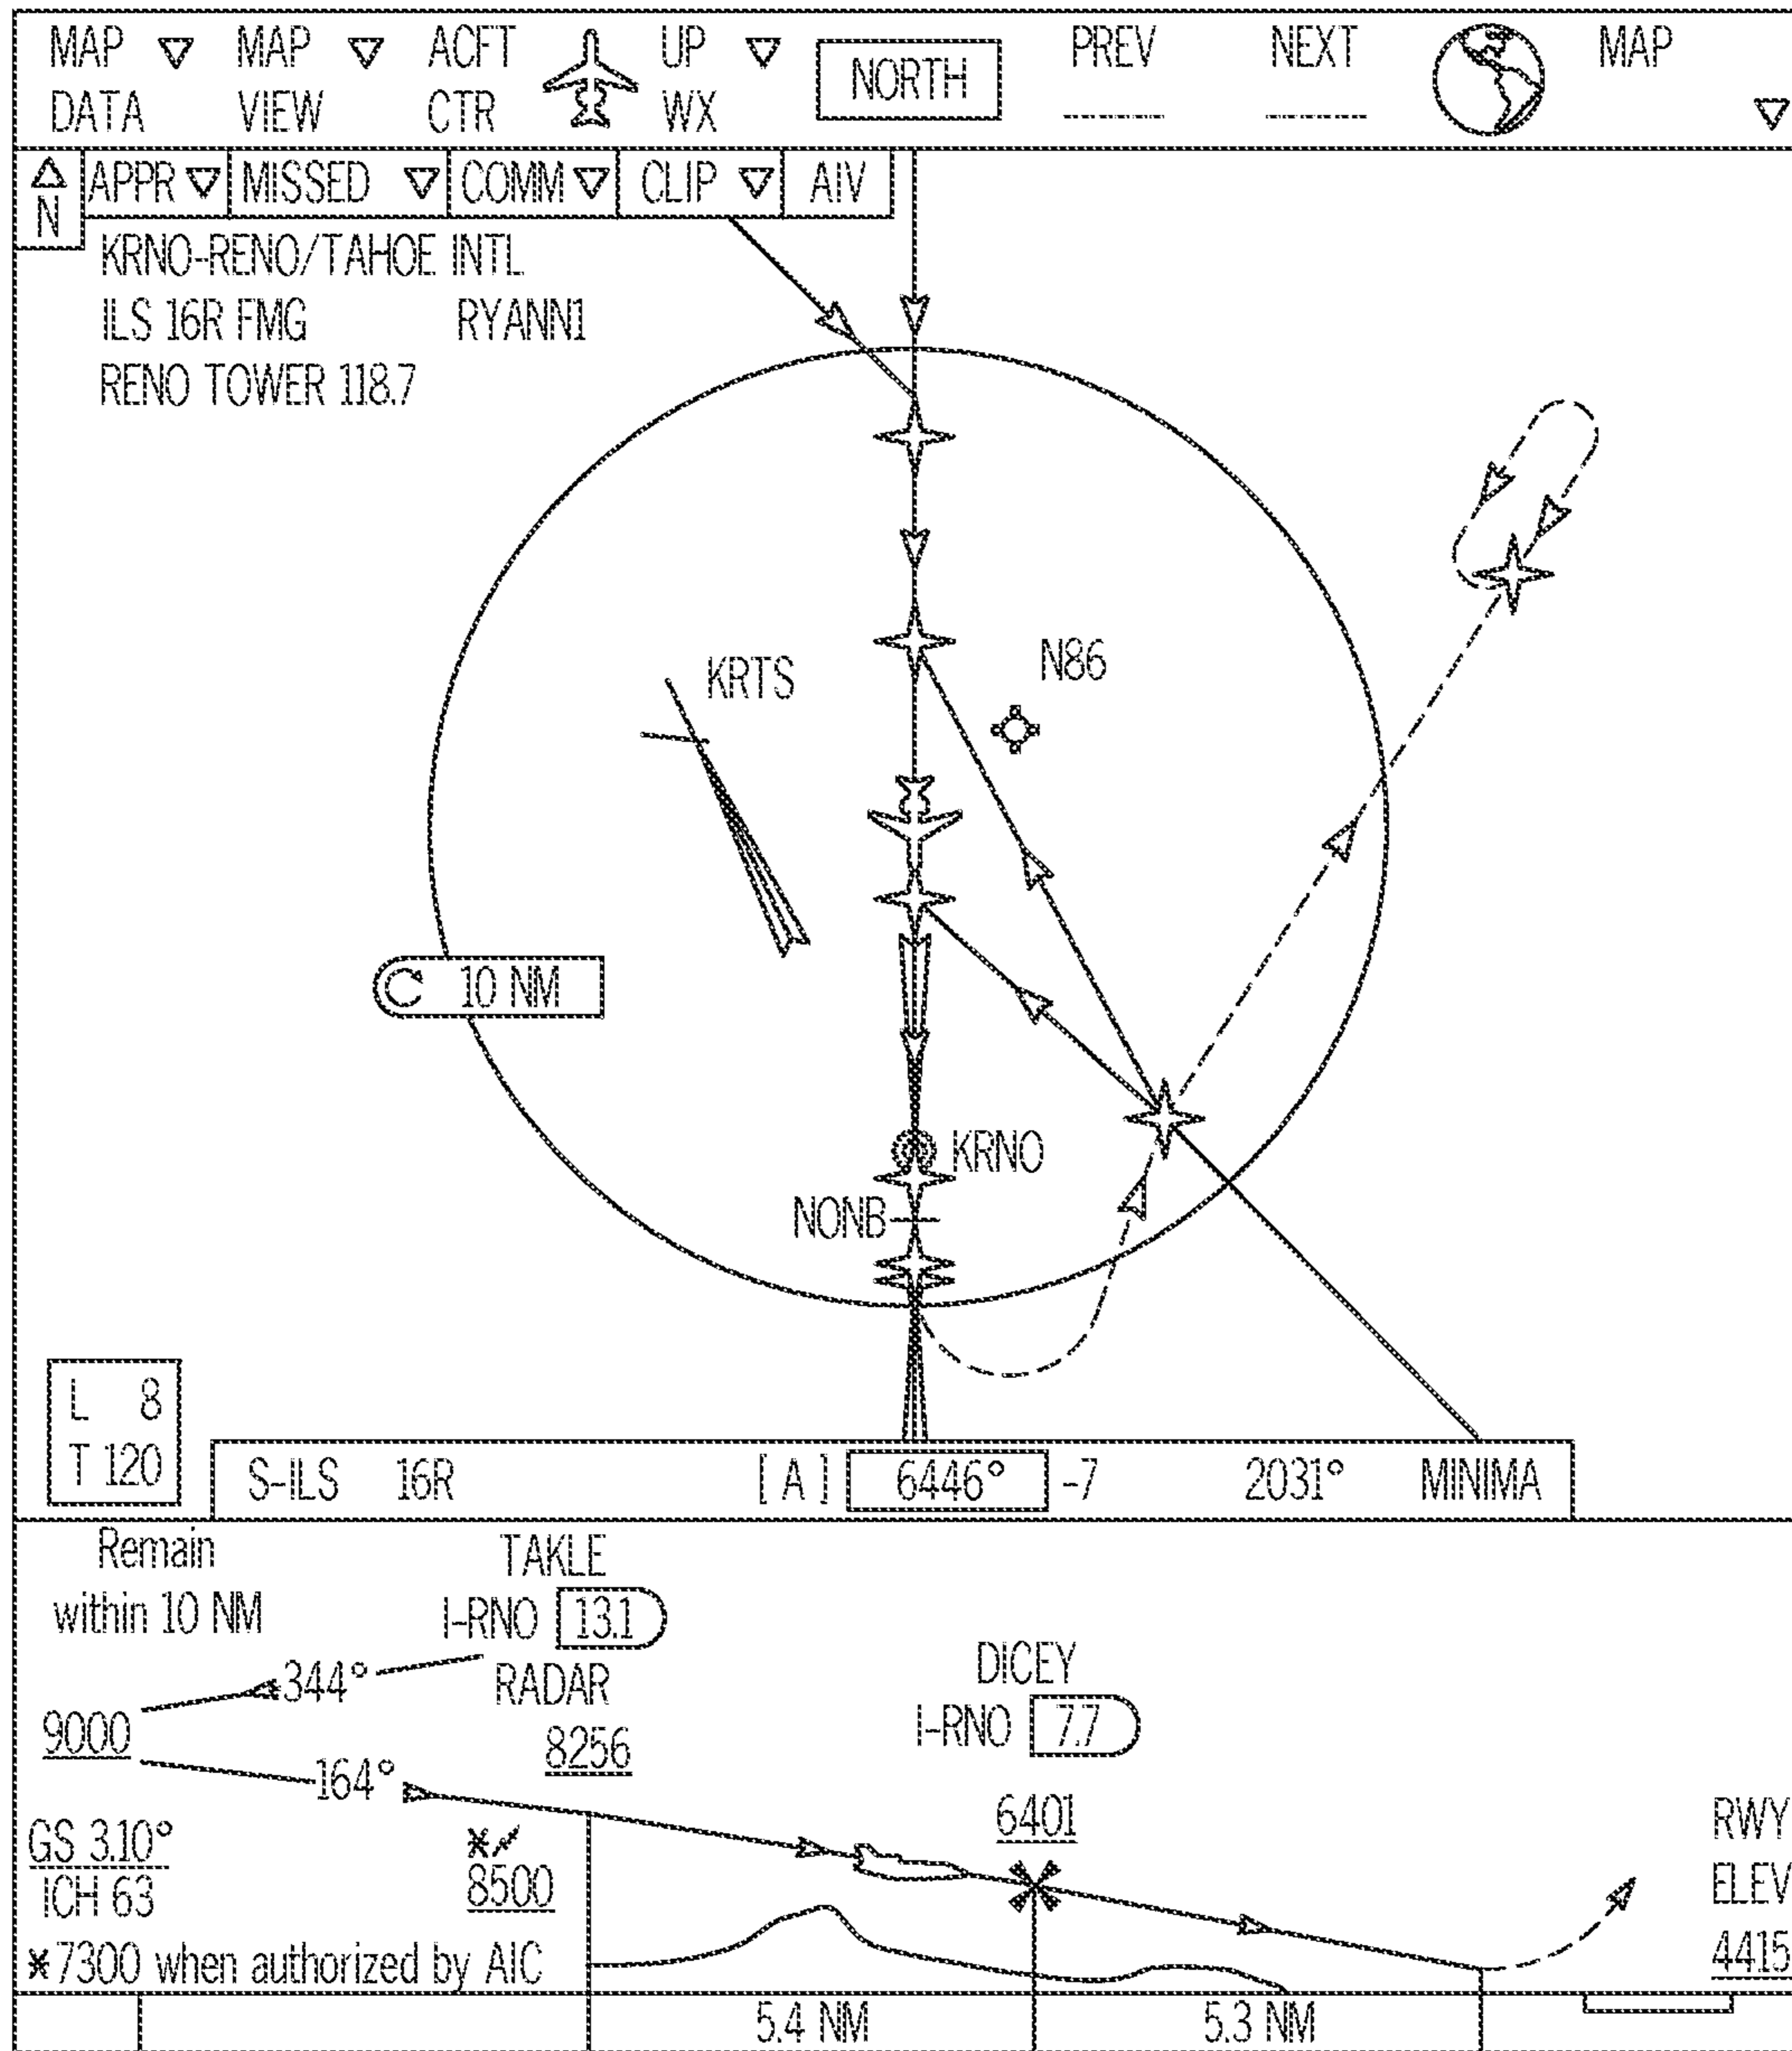 MAP DATA
MAP VIEW
ACFT CTR
UP WX
NORTH
PREV
NEXT
MAP
N
APPR
MISSED
COMM
CLIP
AIV
KRNO-RENO/TAHOE INTL
ILS 16R FMG RYANN1
RENO TOWER 118.7
KRTS
N86
10 NM
KRNO
NONB
L 8
T 120
S-ILS 16R [ A ] 6446° -7 2031° MINIMA
Remain
within 10 NM
TAKLE
I-RNO 13.1
RADAR
8256
344°
9000
164°
DICEY
I-RNO 7.7
6401
GS 3.10°
ICH 63
8500
*7300 when authorized by AIC
RWY
ELEV
4415
5.4 NM
5.3 NM